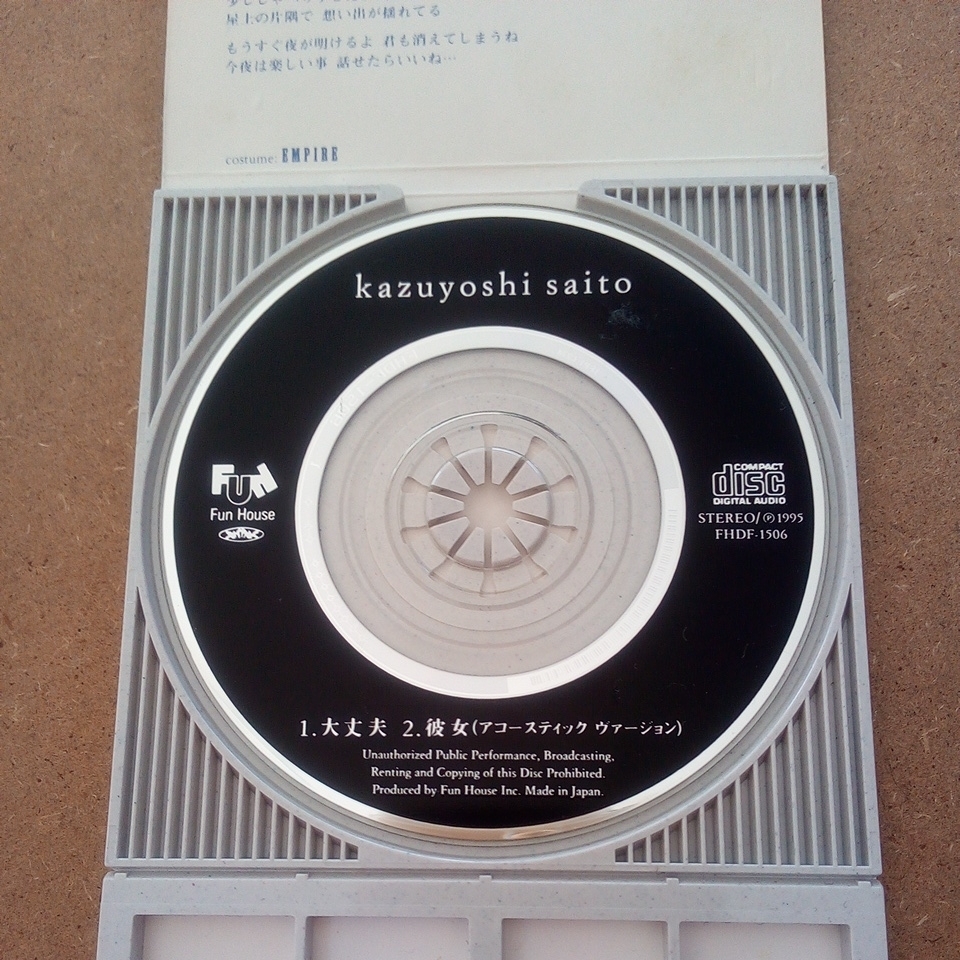 屋上の片隅で 想い出が揺れてる
もうすぐ夜が明けるよ 君も消えてしまうね
今夜は楽しい事 話せたらいいね…
costume: EMPIRE
kazuyoshi saito
Fun
Fun House
COMPACT
disc
DIGITAL AUDIO
STEREO/Ⓟ1995
FHDF-1506
1.大丈夫 2.彼女(アコースティック ヴァージョン)
Unauthorized Public Performance, Broadcasting,
Renting and Copying of this Disc Prohibited.
Produced by Fun House Inc. Made in Japan.